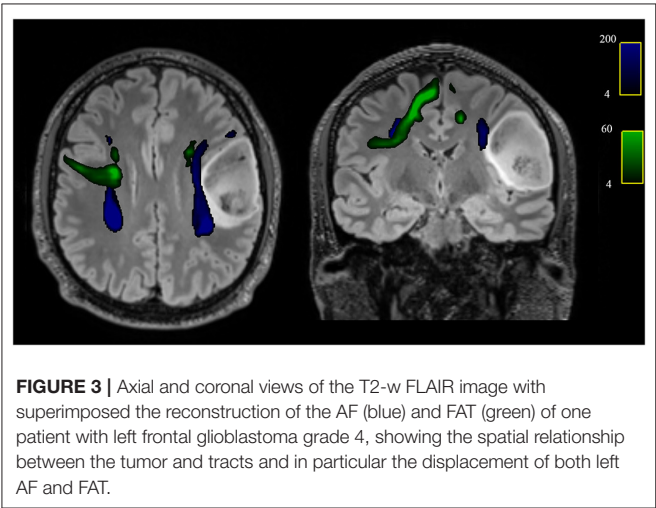 200
4
60
4
FIGURE 3 | Axial and coronal views of the T2-w FLAIR image with
superimposed the reconstruction of the AF (blue) and FAT (green) of one
patient with left frontal glioblastoma grade 4, showing the spatial relationship
between the tumor and tracts and in particular the displacement of both left
AF and FAT.